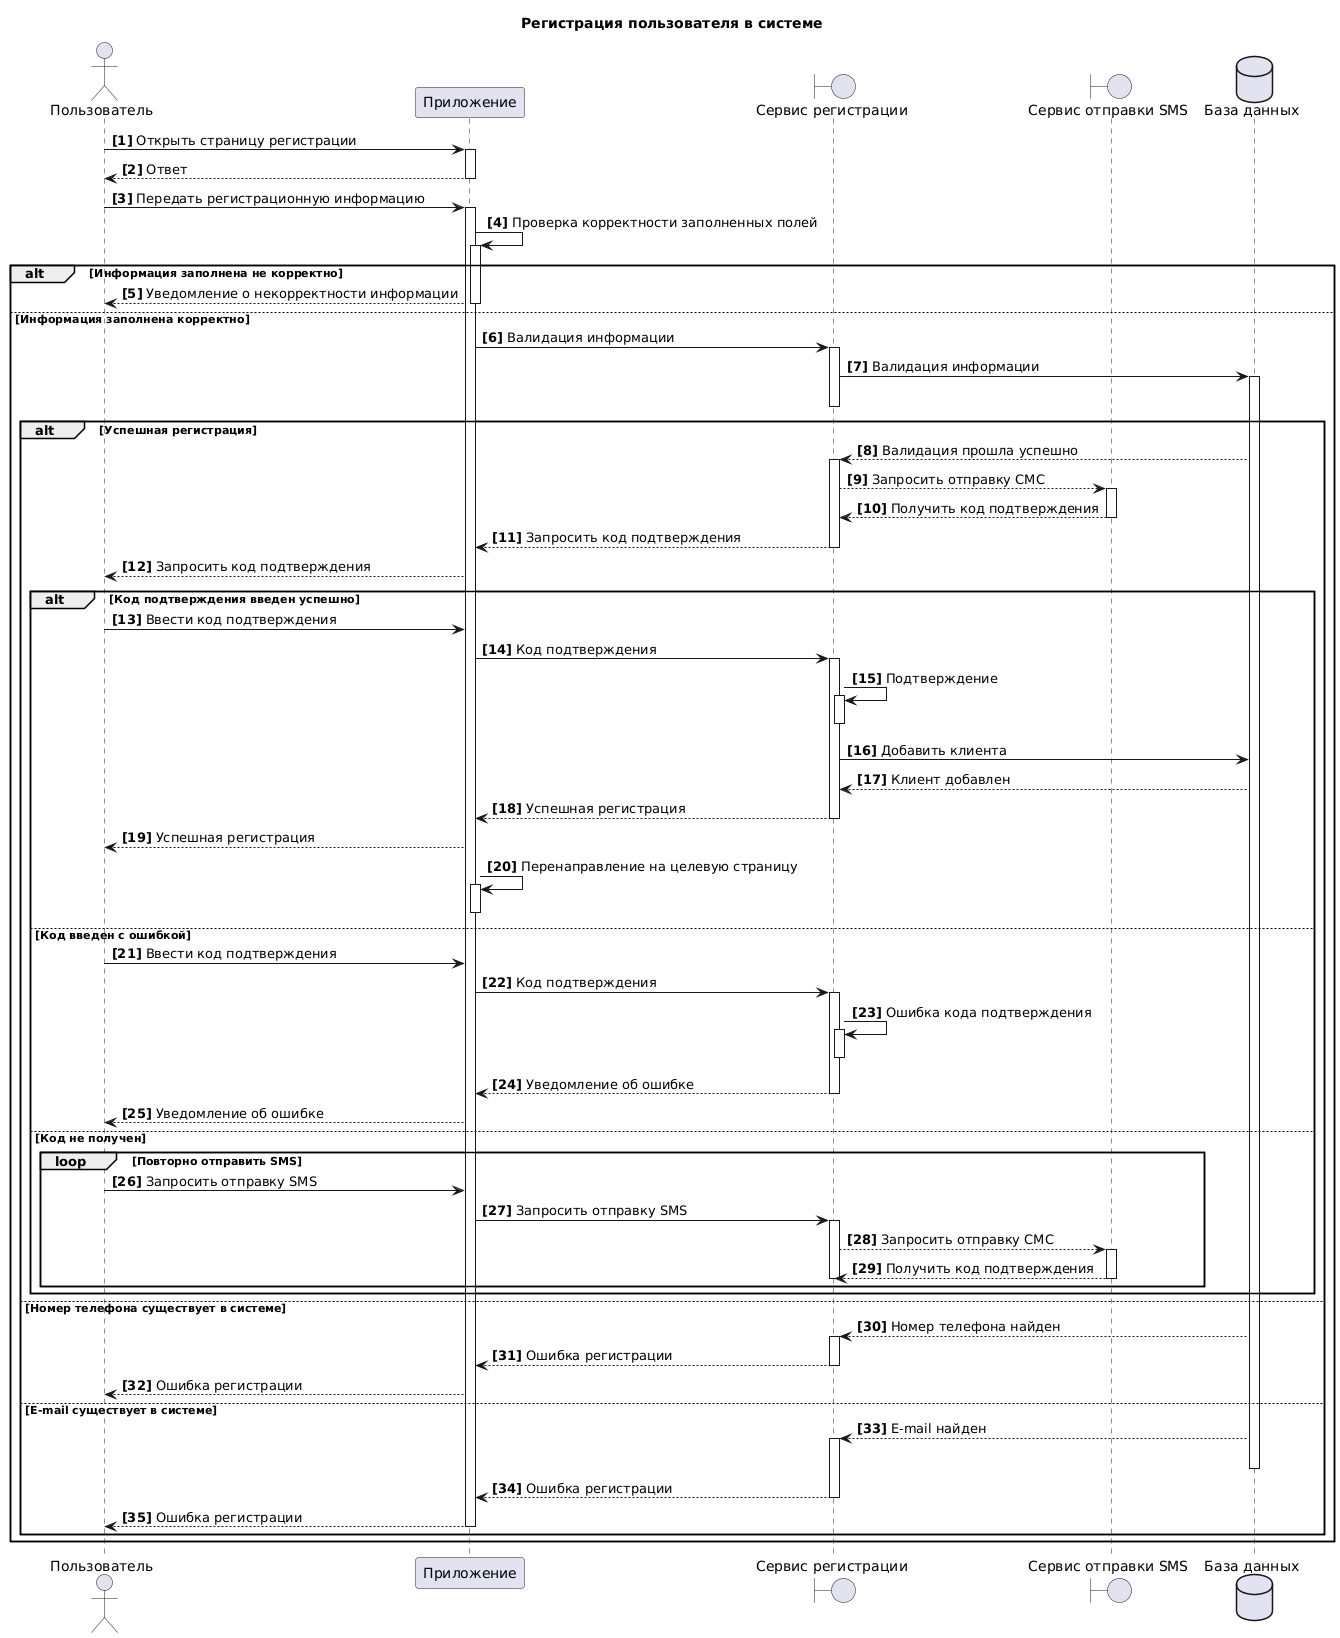 Регистрация пользователя в системе
Пользователь
Приложение
Сервис регистрации
Сервис отправки SMS
База данных
[1] Открыть страницу регистрации
[2] Ответ
[3] Передать регистрационную информацию
[4] Проверка корректности заполненных полей
alt [Информация заполнена не корректно]
[5] Уведомление о некорректности информации
[Информация заполнена корректно]
[6] Валидация информации
[7] Валидация информации
alt [Успешная регистрация]
[8] Валидация прошла успешно
[9] Запросить отправку СМС
[10] Получить код подтверждения
[11] Запросить код подтверждения
[12] Запросить код подтверждения
alt [Код подтверждения введен успешно]
[13] Ввести код подтверждения
[14] Код подтверждения
[15] Подтверждение
[16] Добавить клиента
[17] Клиент добавлен
[18] Успешная регистрация
[19] Успешная регистрация
[20] Перенаправление на целевую страницу
[Код введен с ошибкой]
[21] Ввести код подтверждения
[22] Код подтверждения
[23] Ошибка кода подтверждения
[24] Уведомление об ошибке
[25] Уведомление об ошибке
[Код не получен]
loop [Повторно отправить SMS]
[26] Запросить отправку SMS
[27] Запросить отправку SMS
[28] Запросить отправку СМС
[29] Получить код подтверждения
[Номер телефона существует в системе]
[30] Номер телефона найден
[31] Ошибка регистрации
[32] Ошибка регистрации
[E-mail существует в системе]
[33] E-mail найден
[34] Ошибка регистрации
[35] Ошибка регистрации
Пользователь
Приложение
Сервис регистрации
Сервис отправки SMS
База данных